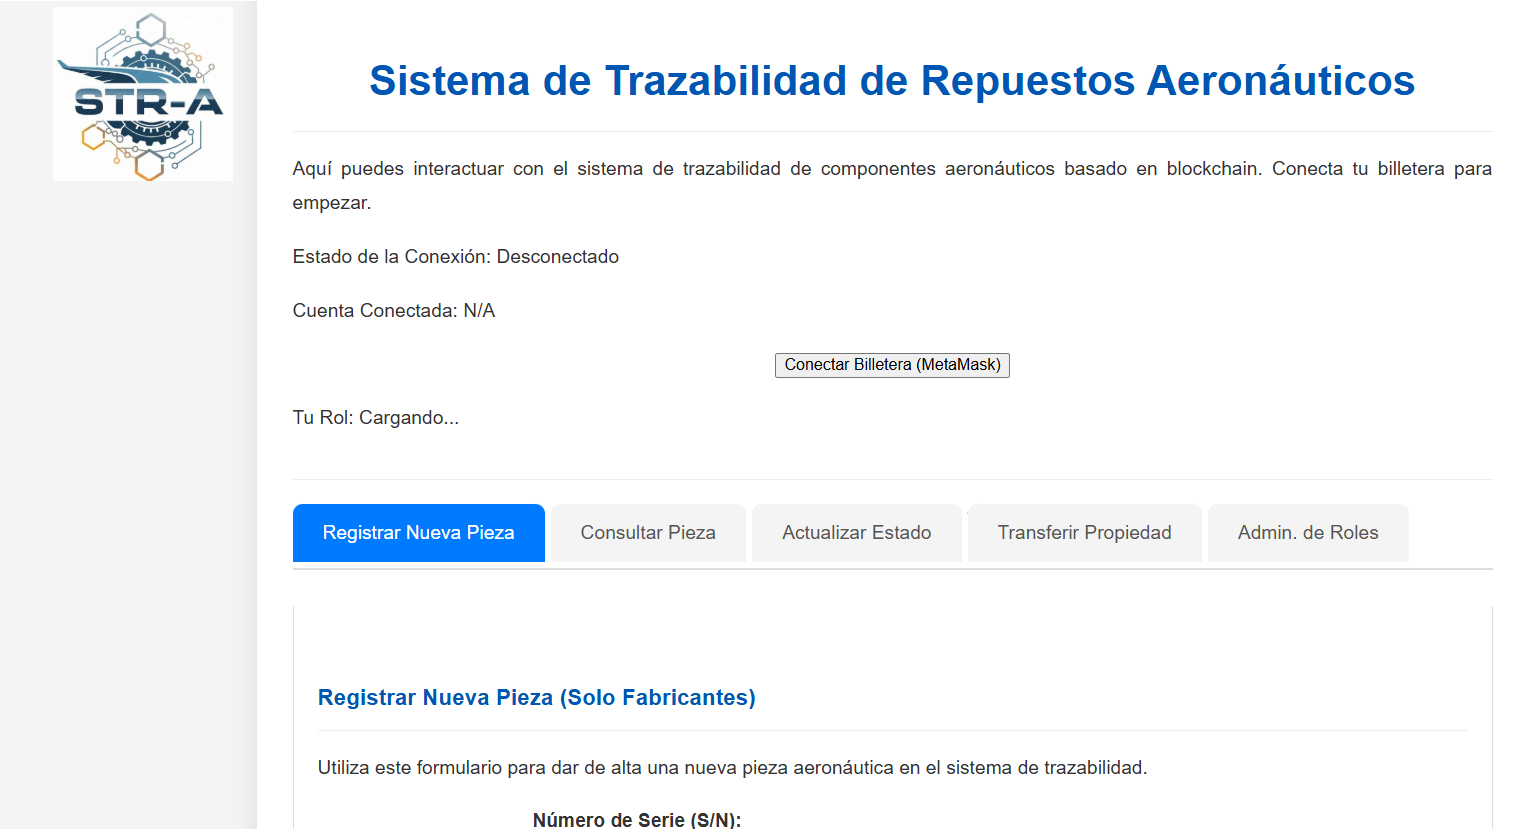 STR-A
Sistema de Trazabilidad de Repuestos Aeronáuticos
Aquí puedes interactuar con el sistema de trazabilidad de componentes aeronáuticos basado en blockchain. Conecta tu billetera para
empezar.
Estado de la Conexión: Desconectado
Cuenta Conectada: N/A
Conectar Billetera (MetaMask)
Tu Rol: Cargando...
Registrar Nueva Pieza
Consultar Pieza
Actualizar Estado
Transferir Propiedad
Admin. de Roles
Registrar Nueva Pieza (Solo Fabricantes)
Utiliza este formulario para dar de alta una nueva pieza aeronáutica en el sistema de trazabilidad.
Número de Serie (S/N):